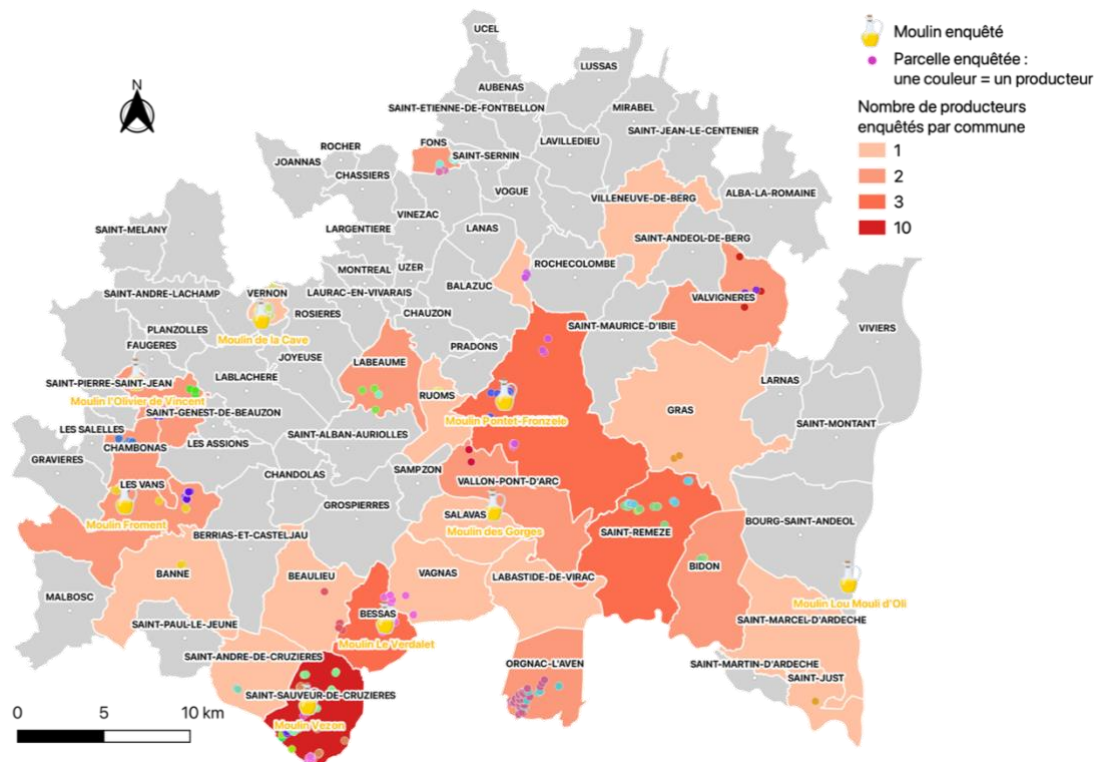 UCEL
Moulin enquêté
Parcelle enquêtée :
une couleur = un producteur
LUSSAS
AUBENAS
N
SAINT-ETIENNE-DE-FONTBELLON
MIRABEL
Nombre de producteurs
enquêtés par commune
SAINT-JEAN-LE-CENTENIER
LAVILLEDIEU
FONS
ROCHER
SAINT-SERNIN
1
JOANNAS
CHASSIERS
2
VOGUE
VILLENEUVE-DE-BERG
ALBA-LA-ROMAINE
3
VINEZAC
10
SAINT-MELANY
LARGENTIERE
LANAS
SAINT-ANDEOL-DE-BERG
MONTREAL
UZER
ROCHECOLOMBE
BALAZUC
SAINT-ANDRE-LACHAMP
VERNON
LAURAC-EN-VIVARAIS
VALVIGNERES
ROSIERES
CHAUZON
SAINT-MAURICE-D'IBIE
PLANZOLLES
VIVIERS
Moulin de la Cave
FAUGERES
PRADONS
JOYEUSE
LABEAUME
SAINT-PIERRE-SAINT-JEAN
LABLACHERE
LARNAS
Moulin l'Olivier de Vincent
RUOMS
GRAS
SAINT-GENEST-DE-BEAUZON
Moulin Pontet-Fronzele
SAINT-MONTANT
LES SALELLES
SAINT-ALBAN-AURIOLLES
CHAMBONAS
LES ASSIONS
GRAVIERES
SAMPZON
CHANDOLAS
VALLON-PONT-D'ARC
LES VANS
GROSPIERRES
SALAVAS
BOURG-SAINT-ANDEOL
Moulin Froment
Moulin des Gorges
SAINT-REMEZE
BERRIAS-ET-CASTELJAU
BIDON
BANNE
BEAULIEU
VAGNAS
LABASTIDE-DE-VIRAC
MALBOSC
Moulin Lou Mouli d'Oli
BESSAS
SAINT-MARCEL-D'ARDECHE
SAINT-PAUL-LE-JEUNE
Moulin Le Verdalet
SAINT-ANDRE-DE-CRUZIERES
ORGNAC-L'AVEN
SAINT-MARTIN-D'ARDECHE
SAINT-JUST
SAINT-SAUVEUR-DE-CRUZIERES
0 5 10 km
Moulin Vezon